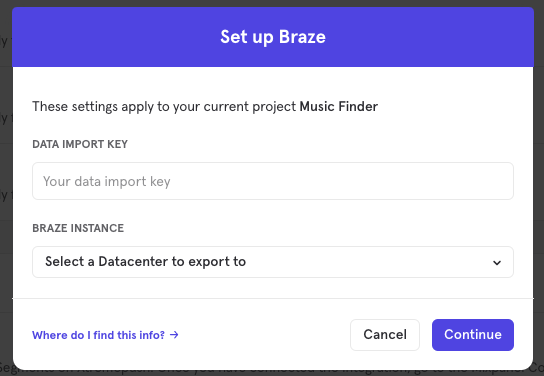 Set up Braze
These settings apply to your current project Music Finder
DATA IMPORT KEY
Your data import key
BRAZE INSTANCE
Select a Datacenter to export to
Where do I find this info? →
Cancel
Continue